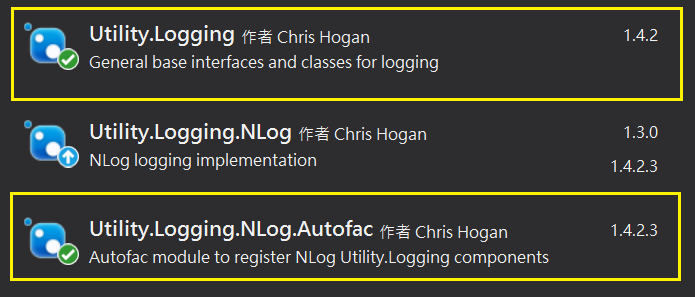 Utility.Logging 作者 Chris Hogan 1.4.2
General base interfaces and classes for logging
Utility.Logging.NLog 作者 Chris Hogan 1.3.0
NLog logging implementation 1.4.2.3
Utility.Logging.NLog.Autofac 作者 Chris Hogan 1.4.2.3
Autofac module to register NLog Utility.Logging components